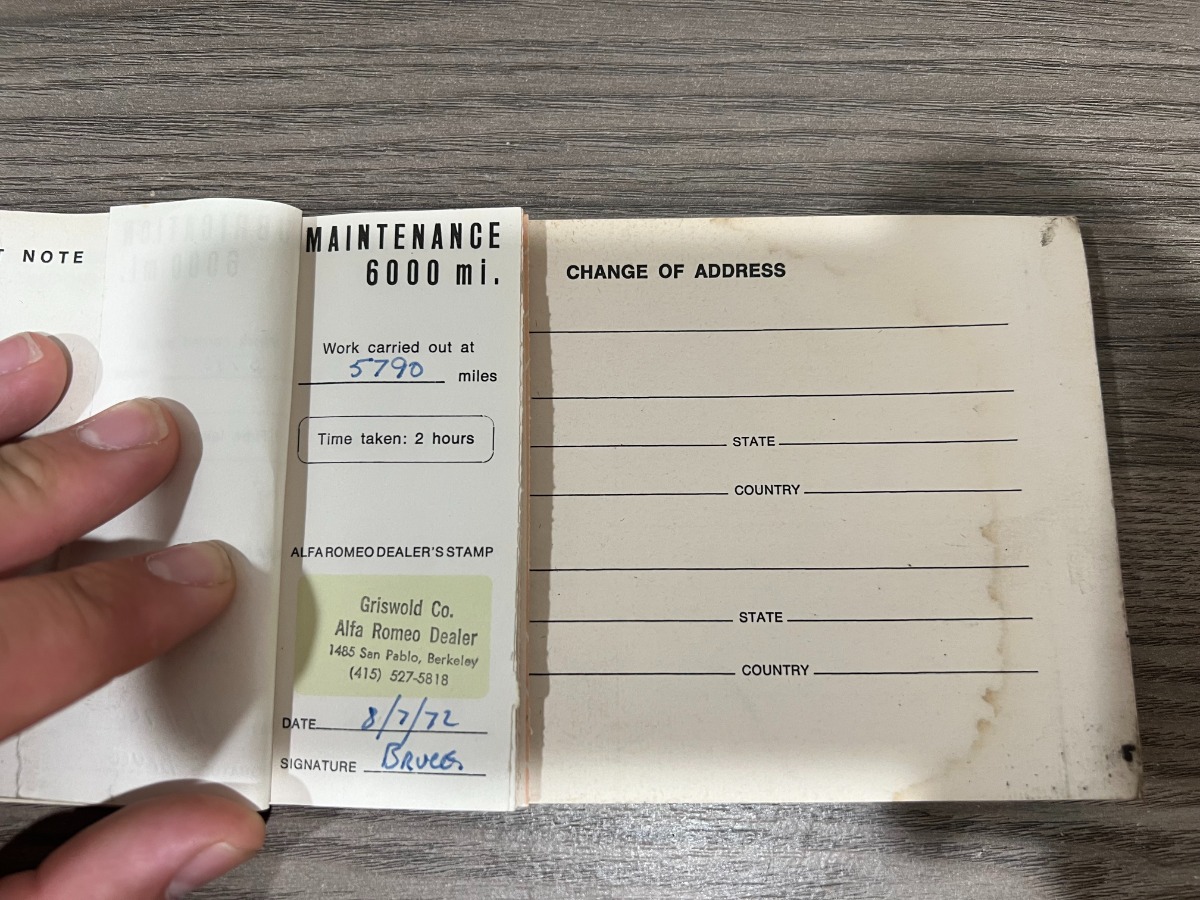 NOTE
MAINTENANCE
6000 mi.
Work carried out at
5790 miles
Time taken: 2 hours
ALFA ROMEO DEALER'S STAMP
Griswold Co.
Alfa Romeo Dealer
1485 San Pablo, Berkeley
(415) 527-5818
DATE 8/7/72
SIGNATURE Bruce
CHANGE OF ADDRESS
STATE
COUNTRY
STATE
COUNTRY